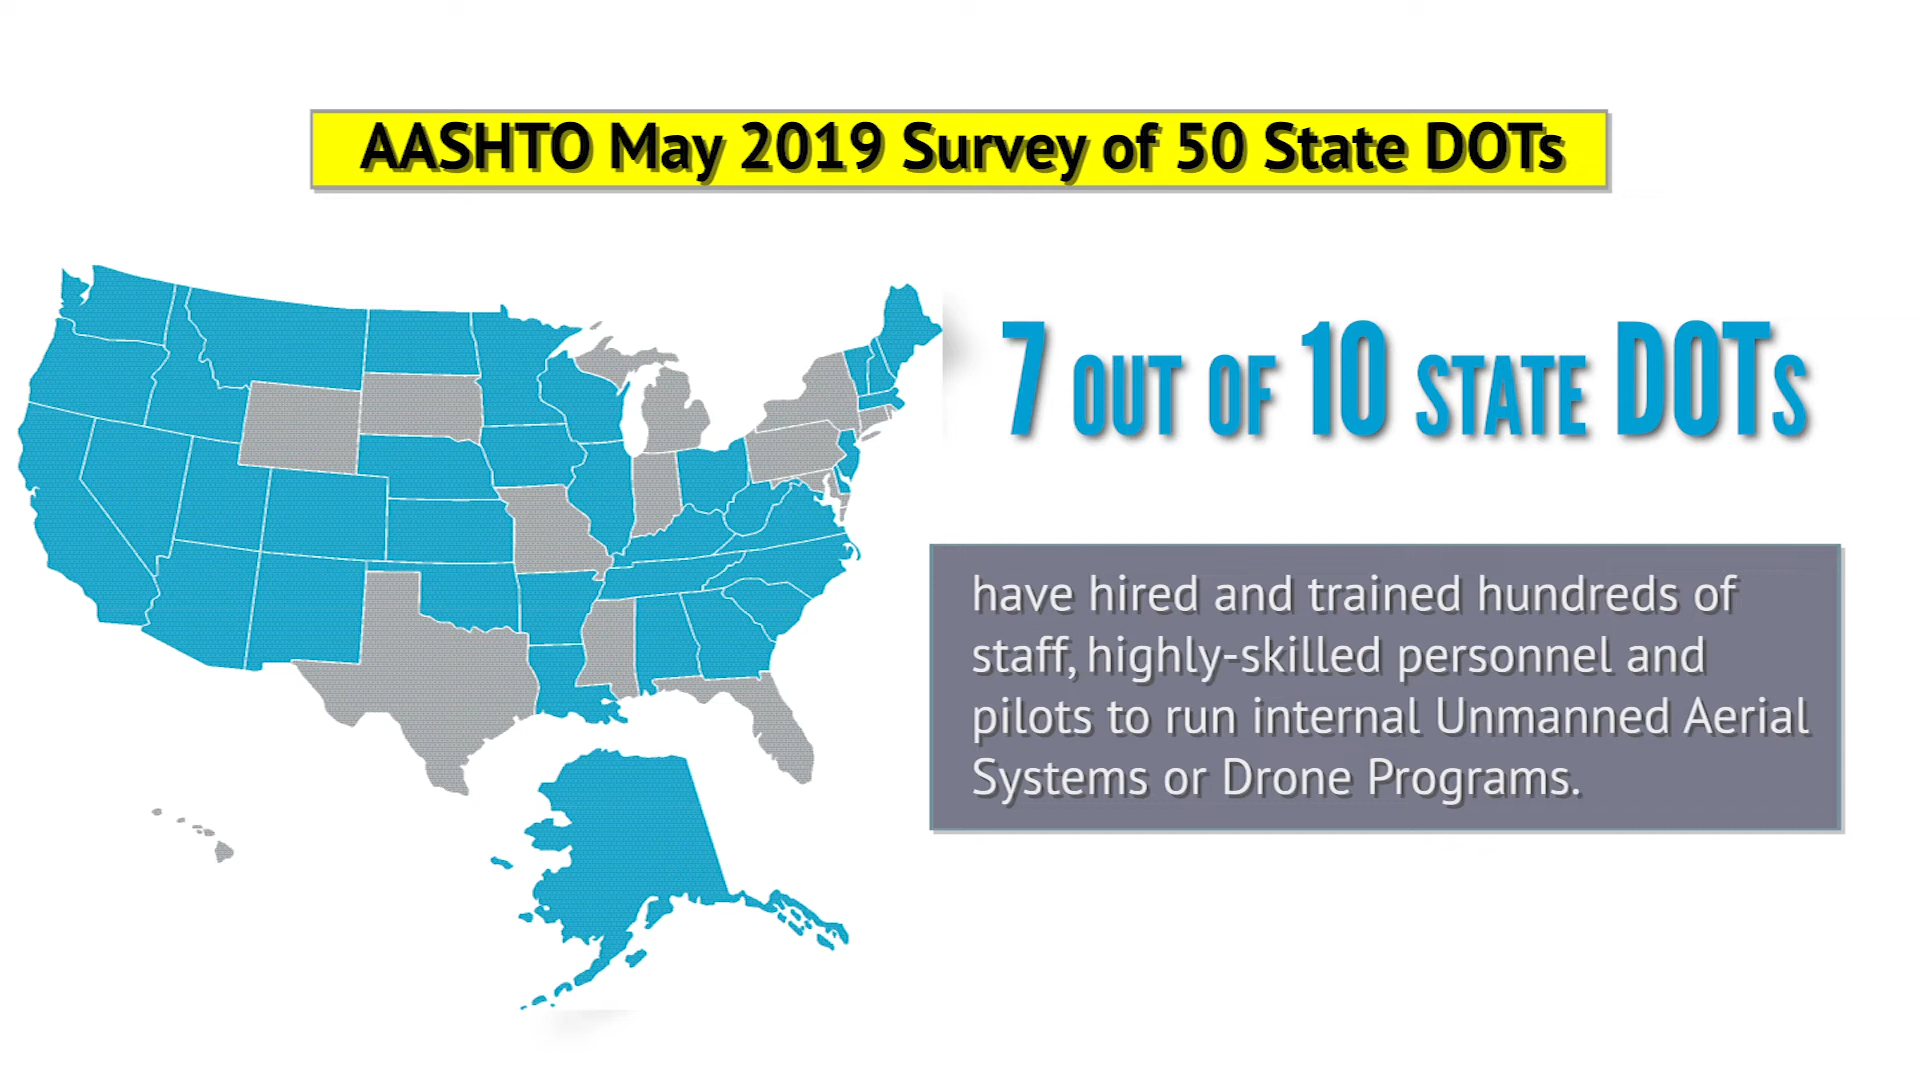 AASHTO May 2019 Survey of 50 State DOTs
7 OUT OF 10 STATE DOTs
have hired and trained hundreds of
staff, highly-skilled personnel and
pilots to run internal Unmanned Aerial
Systems or Drone Programs.